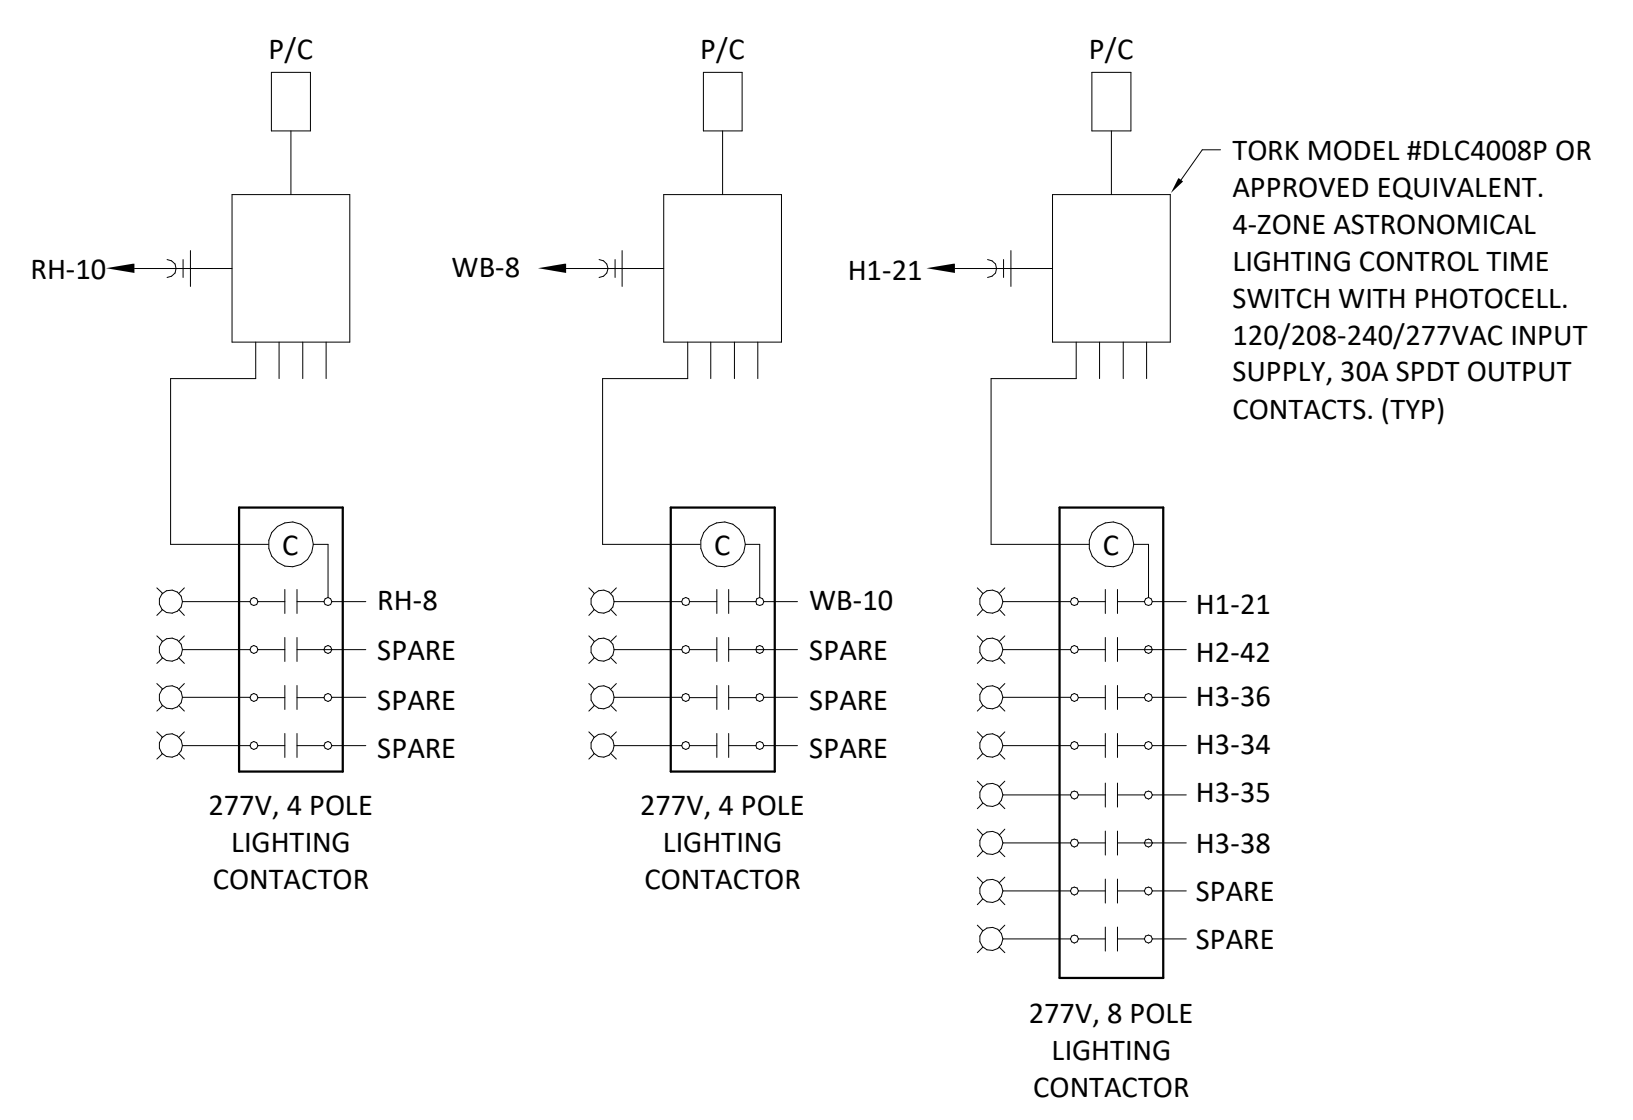 P/C
RH-10
C
RH-8
SPARE
SPARE
SPARE
277V, 4 POLE
LIGHTING
CONTACTOR
P/C
WB-8
C
WB-10
SPARE
SPARE
SPARE
277V, 4 POLE
LIGHTING
CONTACTOR
P/C
H1-21
TORK MODEL #DLC4008P OR
APPROVED EQUIVALENT.
4-ZONE ASTRONOMICAL
LIGHTING CONTROL TIME
SWITCH WITH PHOTOCELL.
120/208-240/277VAC INPUT
SUPPLY, 30A SPDT OUTPUT
CONTACTS. (TYP)
C
H1-21
H2-42
H3-36
H3-34
H3-35
H3-38
SPARE
SPARE
277V, 8 POLE
LIGHTING
CONTACTOR